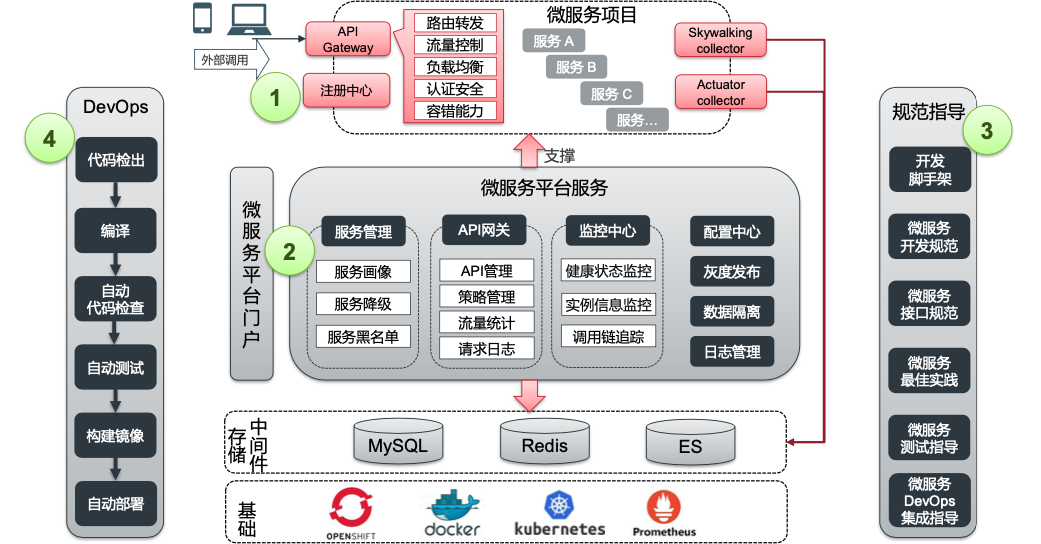 外部调用
API
Gateway
注册中心
1
路由转发
流量控制
负载均衡
认证安全
容错能力
微服务项目
服务 A
服务 B
服务 C
服务...
Skywalking
collector
Actuator
collector
支撑
DevOps
4
代码检出
编译
自动
代码检查
自动测试
构建镜像
自动部署
微服务平台门户
2
微服务平台服务
服务管理
服务画像
服务降级
服务黑名单
API网关
API管理
策略管理
流量统计
请求日志
监控中心
健康状态监控
实例信息监控
调用链追踪
配置中心
灰度发布
数据隔离
日志管理
中间件
存储
MySQL
Redis
ES
基础
OPENSHIFT
docker
kubernetes
Prometheus
规范指导
3
开发
脚手架
微服务
开发规范
微服务
接口规范
微服务
最佳实践
微服务
测试指导
微服务
DevOps
集成指导